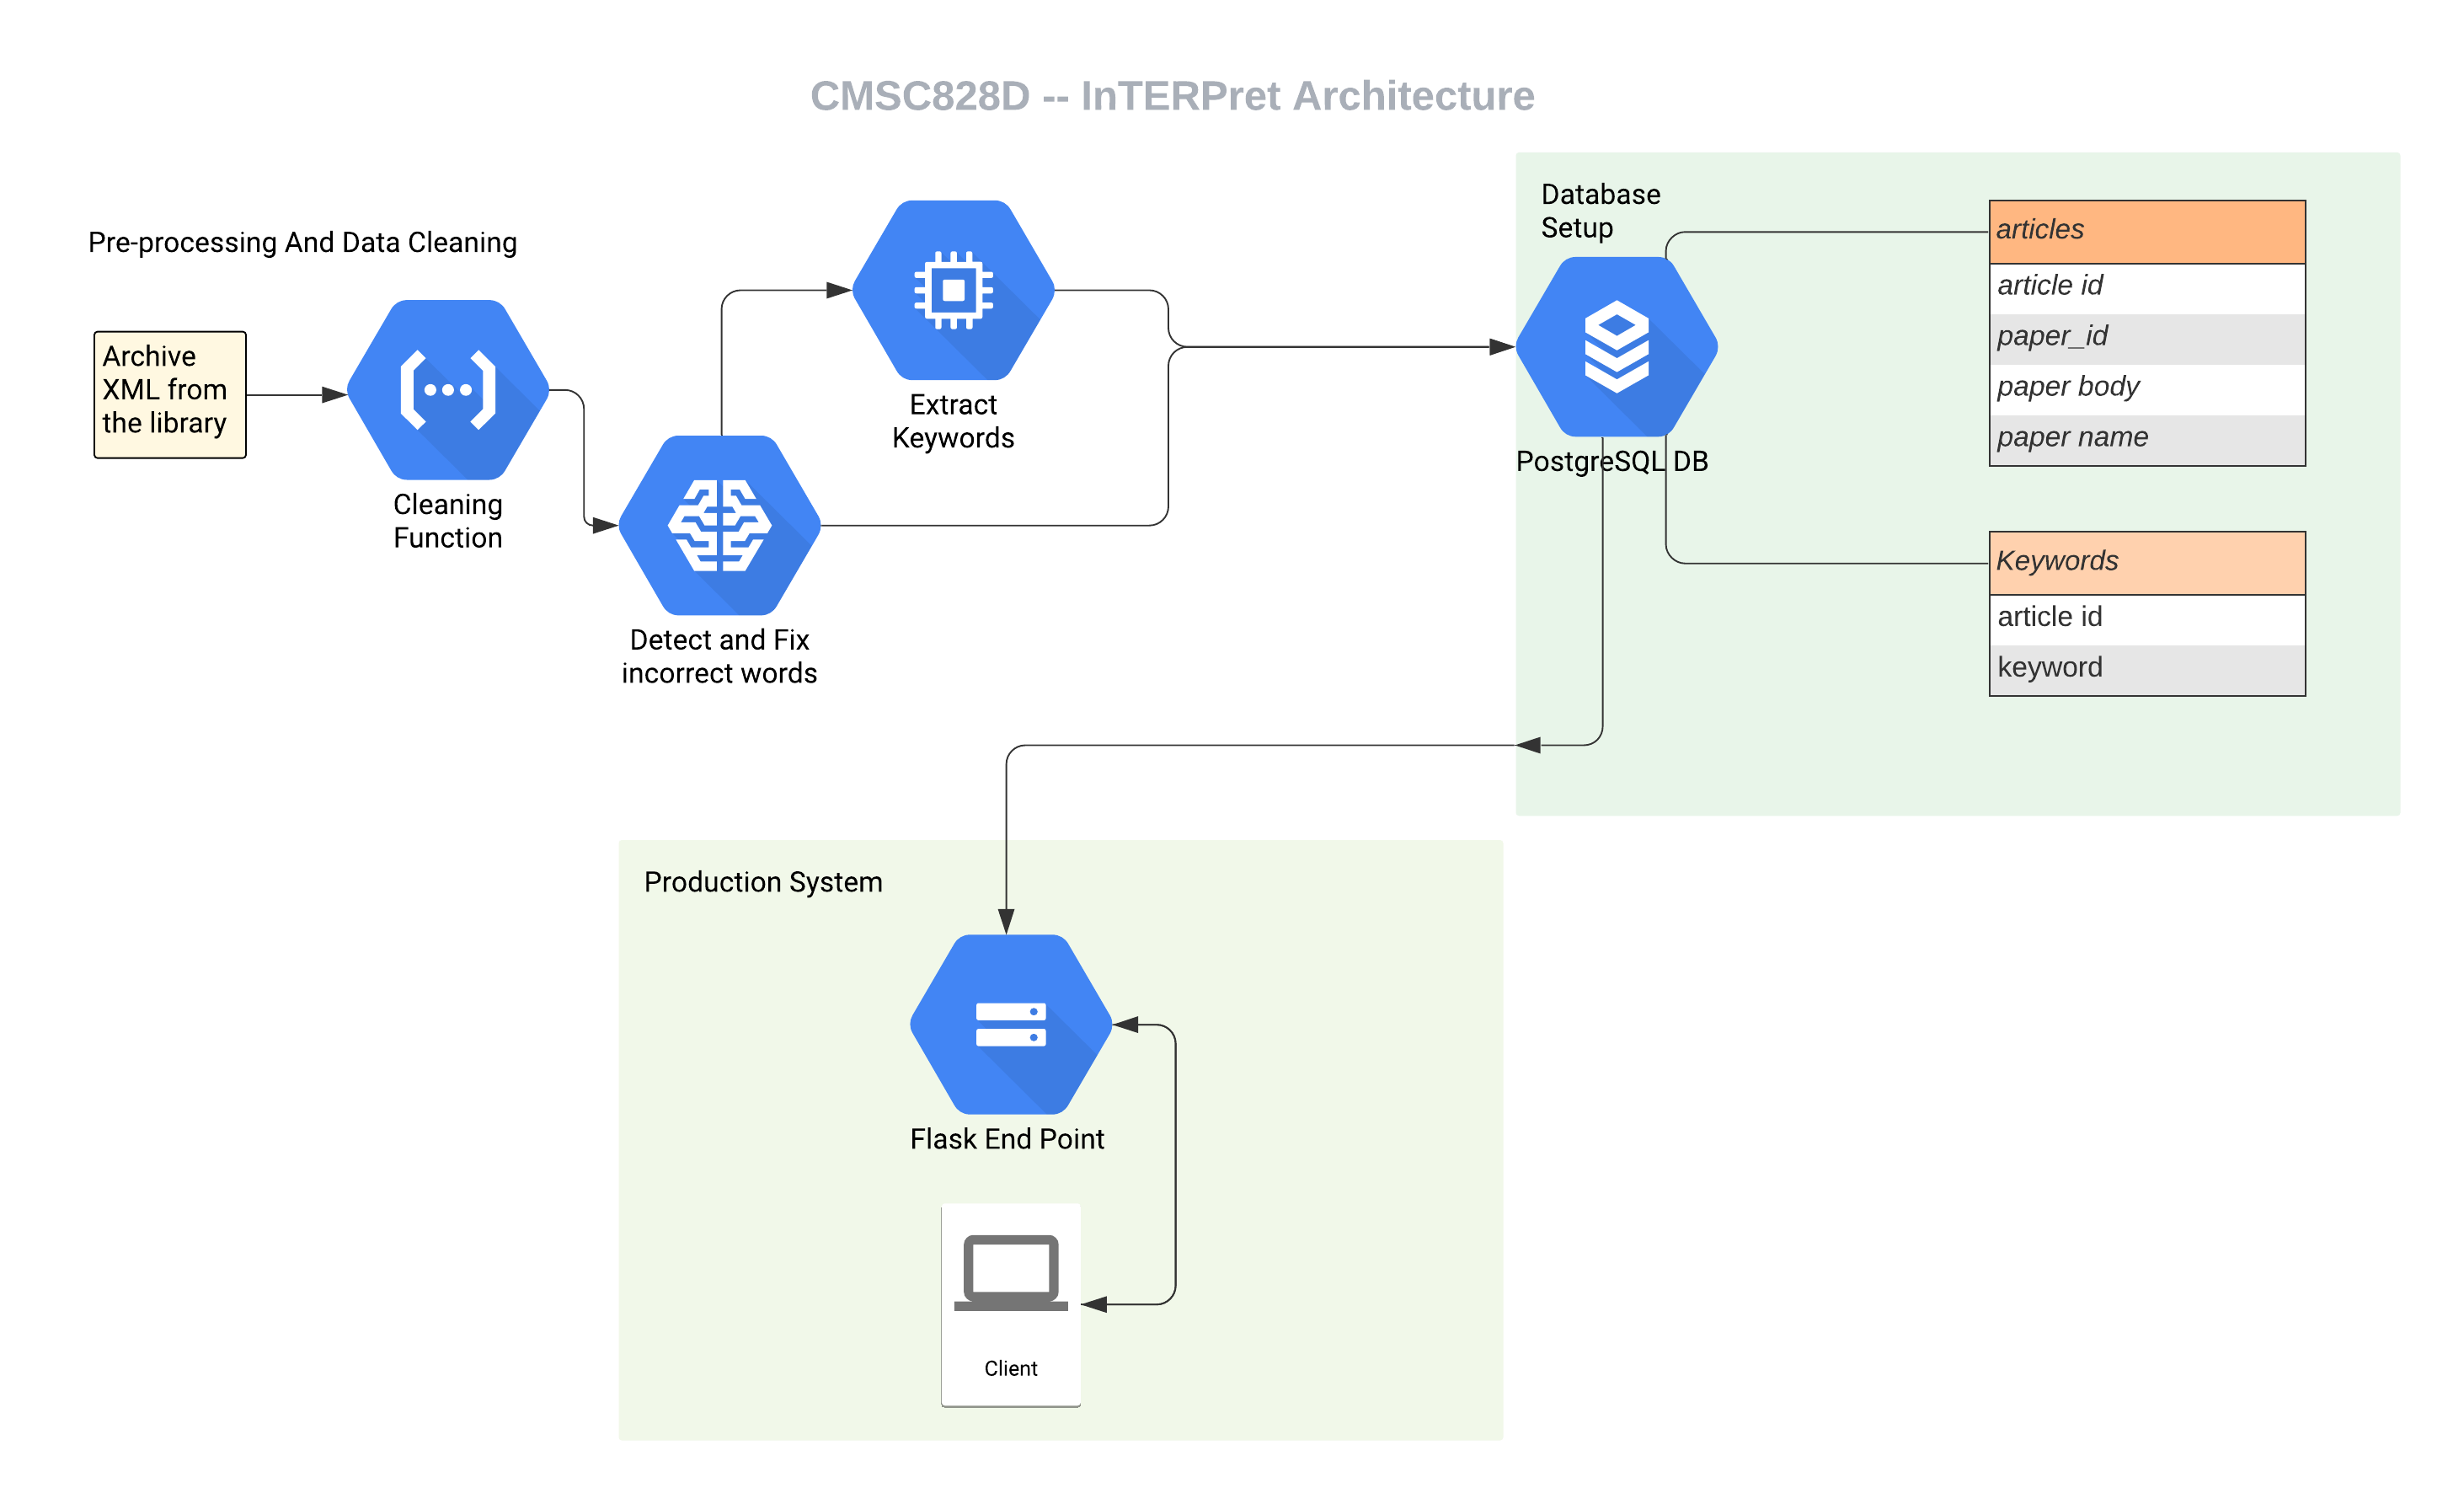 CMSC828D -- InTERPret Architecture
Pre-processing And Data Cleaning
Archive
XML from
the library
Cleaning
Function
Detect and Fix
incorrect words
Extract
Keywords
Database
Setup
PostgreSQL DB
articles
article id
paper_id
paper body
paper name
Keywords
article id
keyword
Production System
Flask End Point
Client